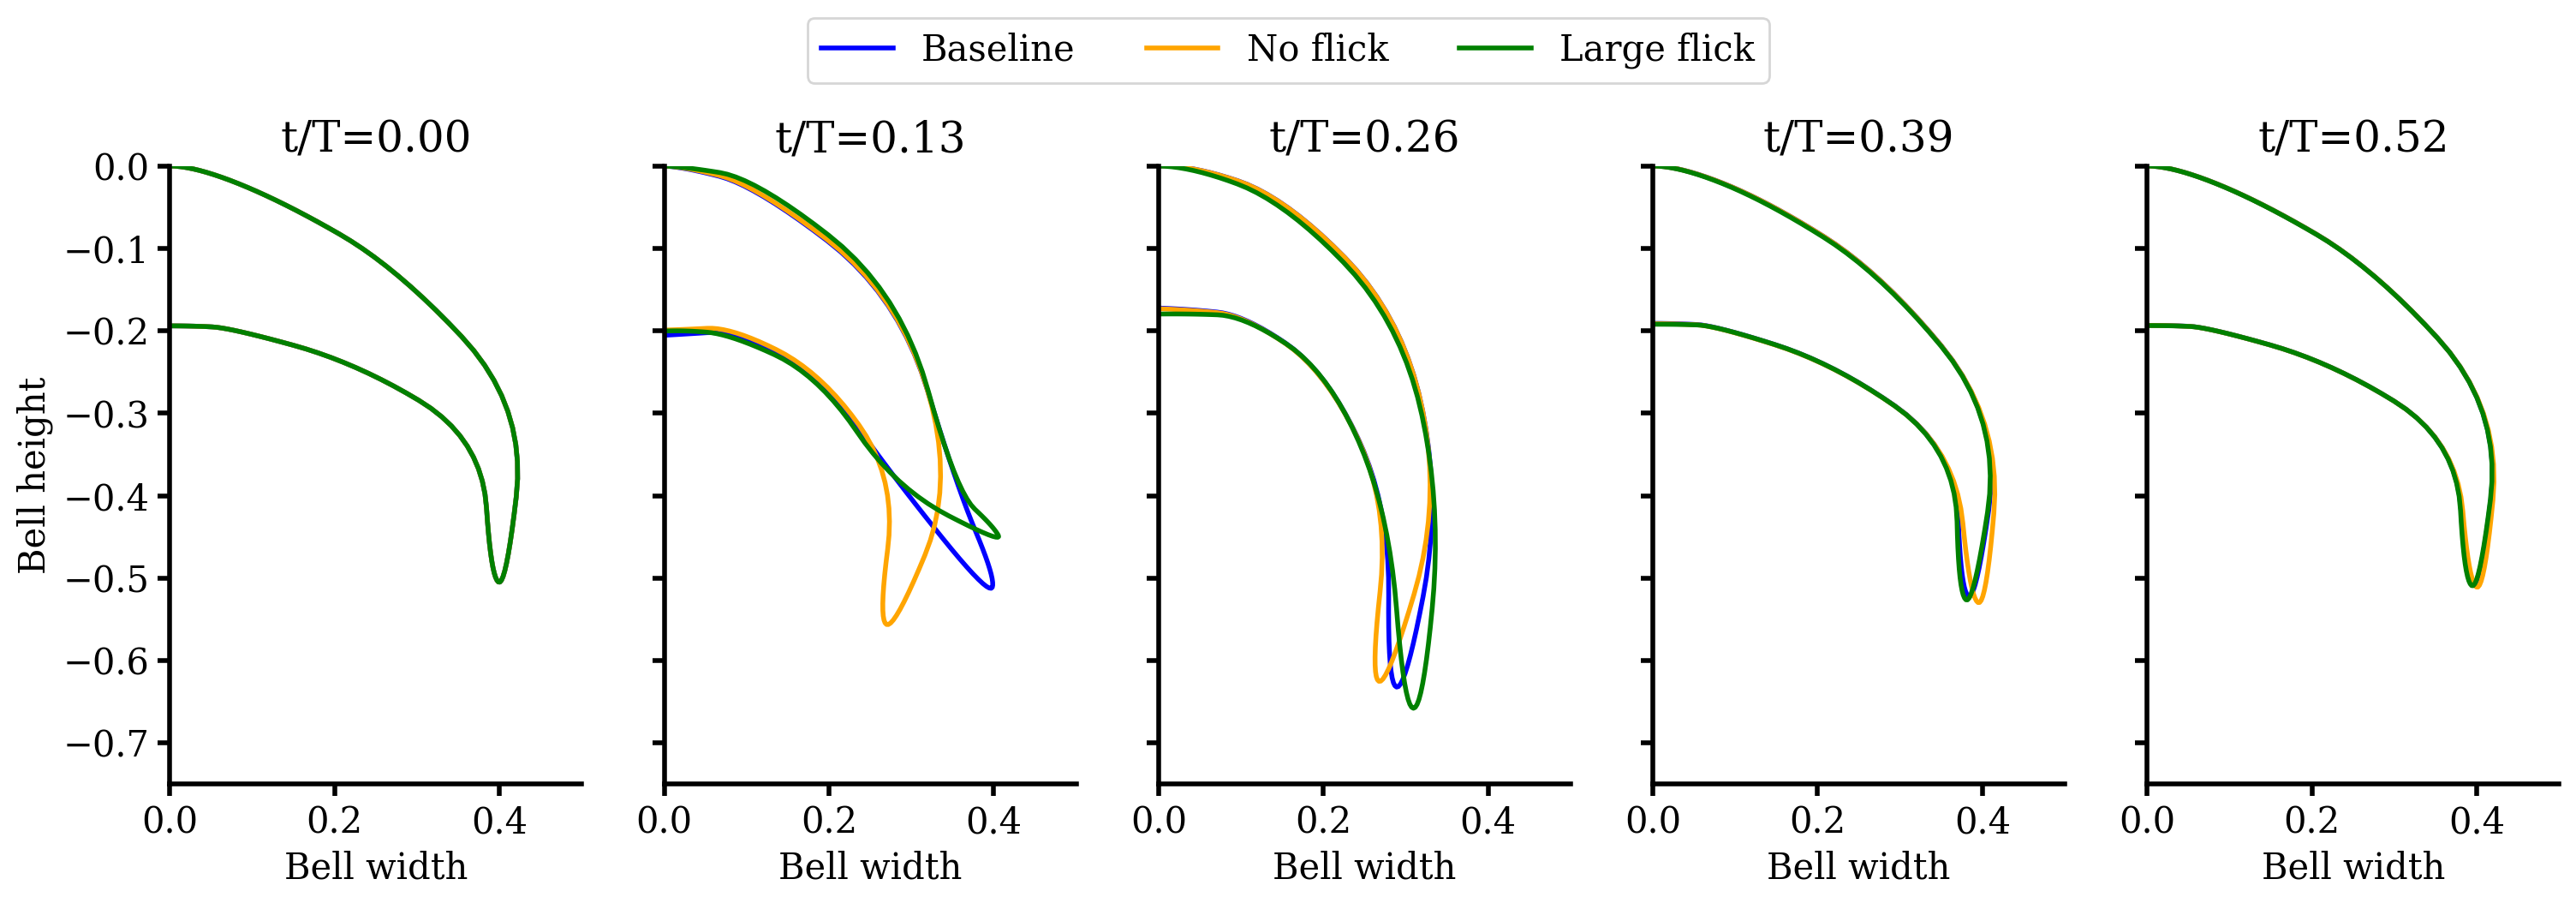 Baseline No flick Large flick
t/T=0.00 t/T=0.13 t/T=0.26 t/T=0.39 t/T=0.52
Bell height
0.0
−0.1
−0.2
−0.3
−0.4
−0.5
−0.6
−0.7
0.0 0.2 0.4 0.0 0.2 0.4 0.0 0.2 0.4 0.0 0.2 0.4 0.0 0.2 0.4
Bell width Bell width Bell width Bell width Bell width